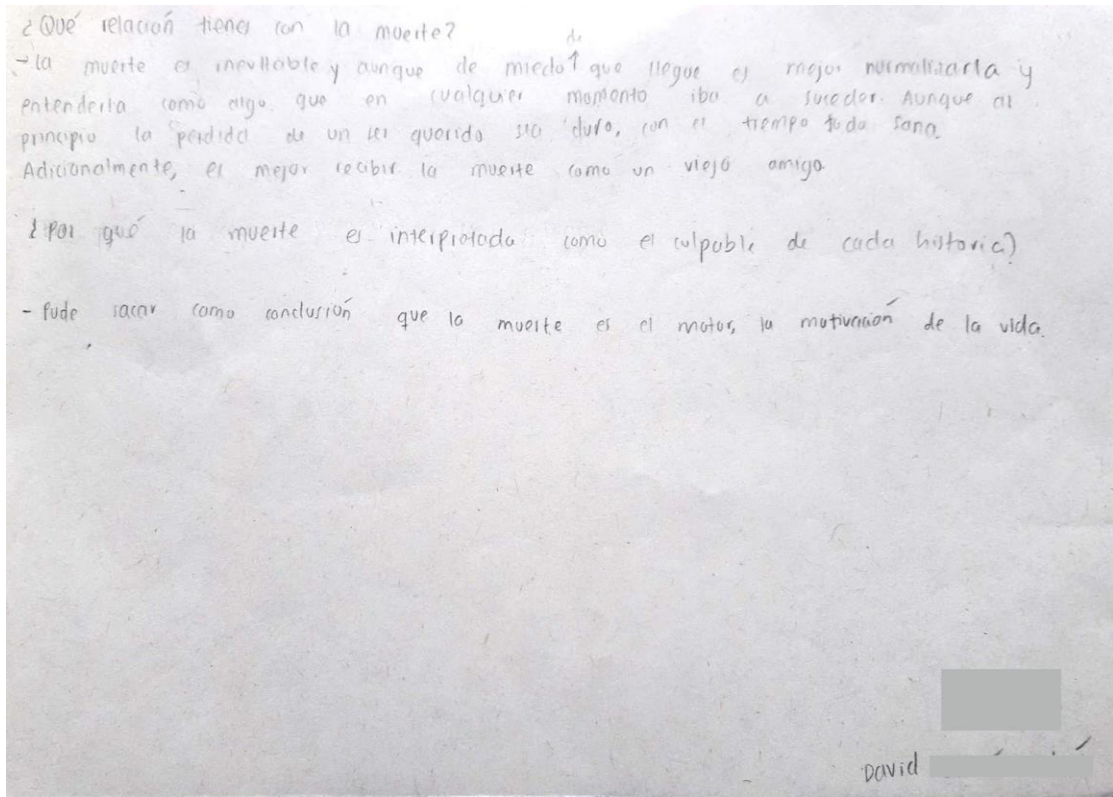 ¿Qué relación tienes con la muerte?
- La muerte es inevitable y aunque de miedo de que llegue es mejor normalizarla y
entenderla como algo que en cualquier momento iba a suceder. Aunque al
principio la perdida de un ser querido sea duro, con el tiempo todo sana.
Adicionalmente, es mejor recibir la muerte como un viejo amigo.
¿Por qué la muerte es interpretada como el culpable de cada historia?
- Pude sacar como conclusión que la muerte es el motor, la motivación de la vida.
David